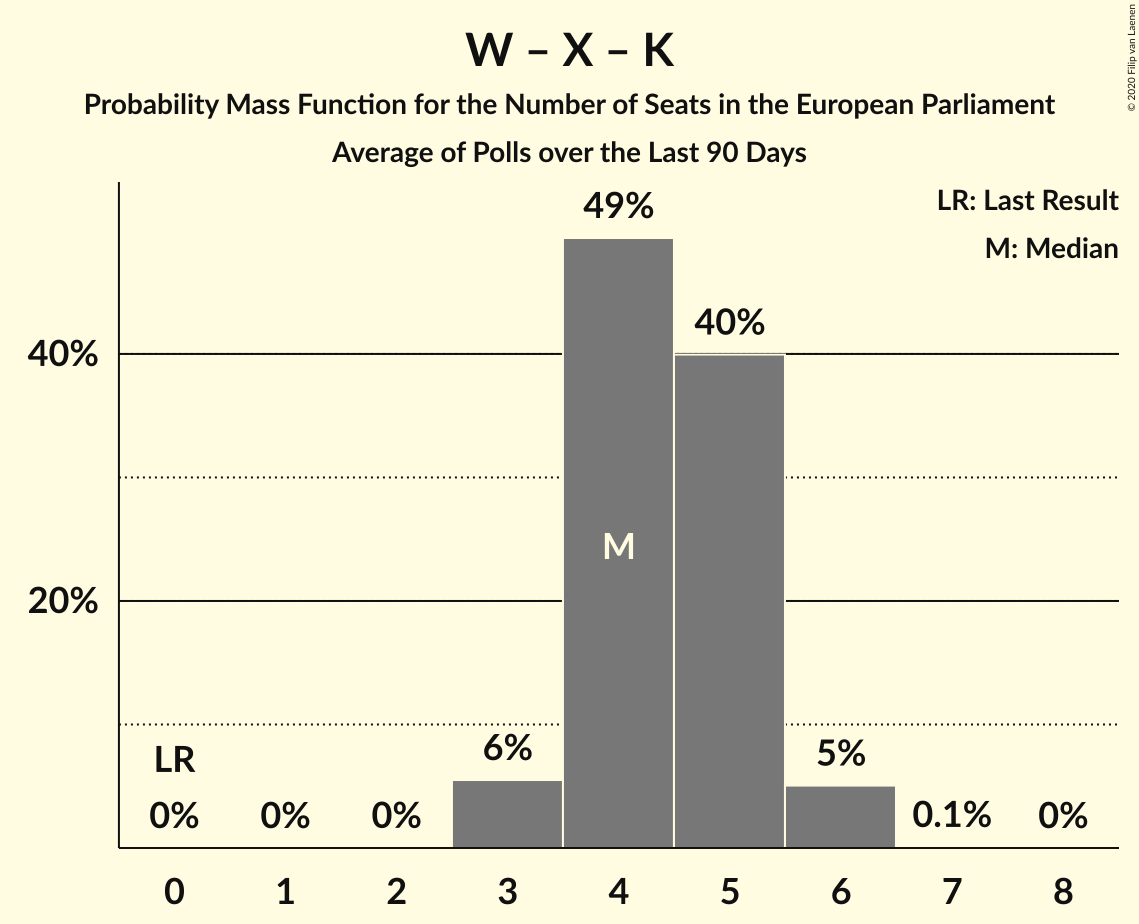 W – X – K
Probability Mass Function for the Number of Seats in the European Parliament
Average of Polls over the Last 90 Days
© 2020 Filip van Laenen
LR: Last Result
M: Median
49%
40%
40%
M
20%
LR
6%
5%
0%
0%
0%
0.1%
0%
0 1 2 3 4 5 6 7 8